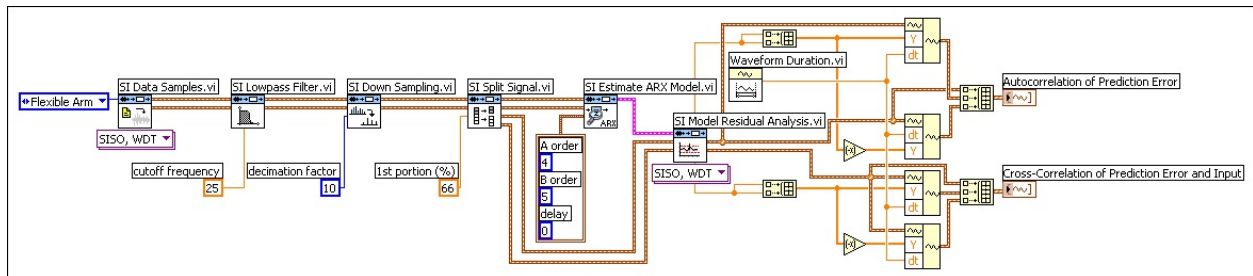 Flexible Arm
SI Data Samples.vi
SISO, WDT
SI Lowpass Filter.vi
cutoff frequency
25
SI Down Sampling.vi
decimation factor
10
SI Split Signal.vi
1st portion (%)
66
SI Estimate ARX Model.vi
ARX
A order
4
B order
5
delay
0
Waveform Duration.vi
SI Model Residual Analysis.vi
SISO, WDT
Y
dt
Y
dt
Autocorrelation of Prediction Error
Y
dt
Y
dt
Cross-Correlation of Prediction Error and Input